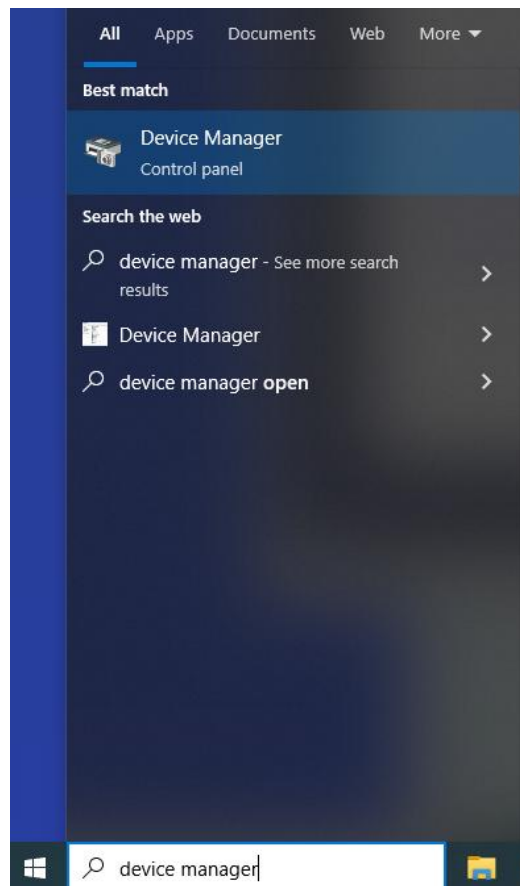 All Apps Documents Web More
Best match
Device Manager
Control panel
Search the web
device manager - See more search
results
Device Manager
device manager open
device manager